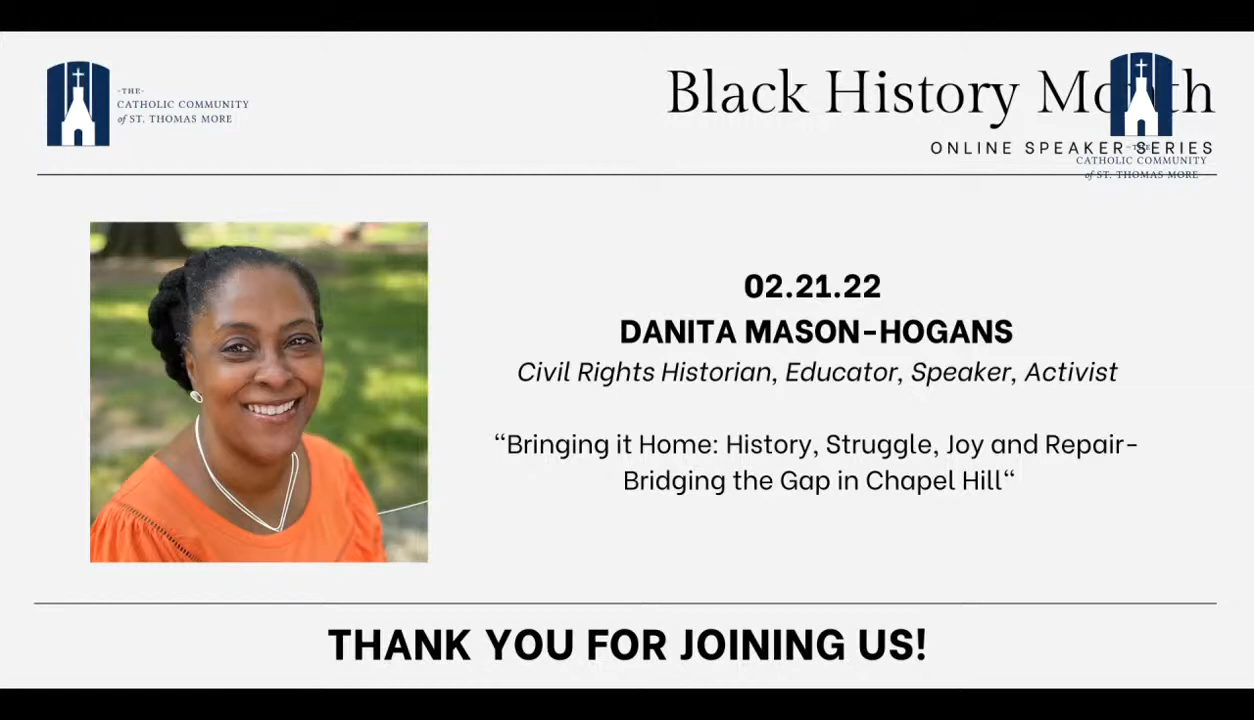 -THE-
CATHOLIC COMMUNITY
of ST. THOMAS MORE
Black History Month
ONLINE SPEAKER SERIES
-THE-
CATHOLIC COMMUNITY
of ST. THOMAS MORE
02.21.22
DANITA MASON-HOGANS
Civil Rights Historian, Educator, Speaker, Activist
“Bringing it Home: History, Struggle, Joy and Repair-
Bridging the Gap in Chapel Hill“
THANK YOU FOR JOINING US!